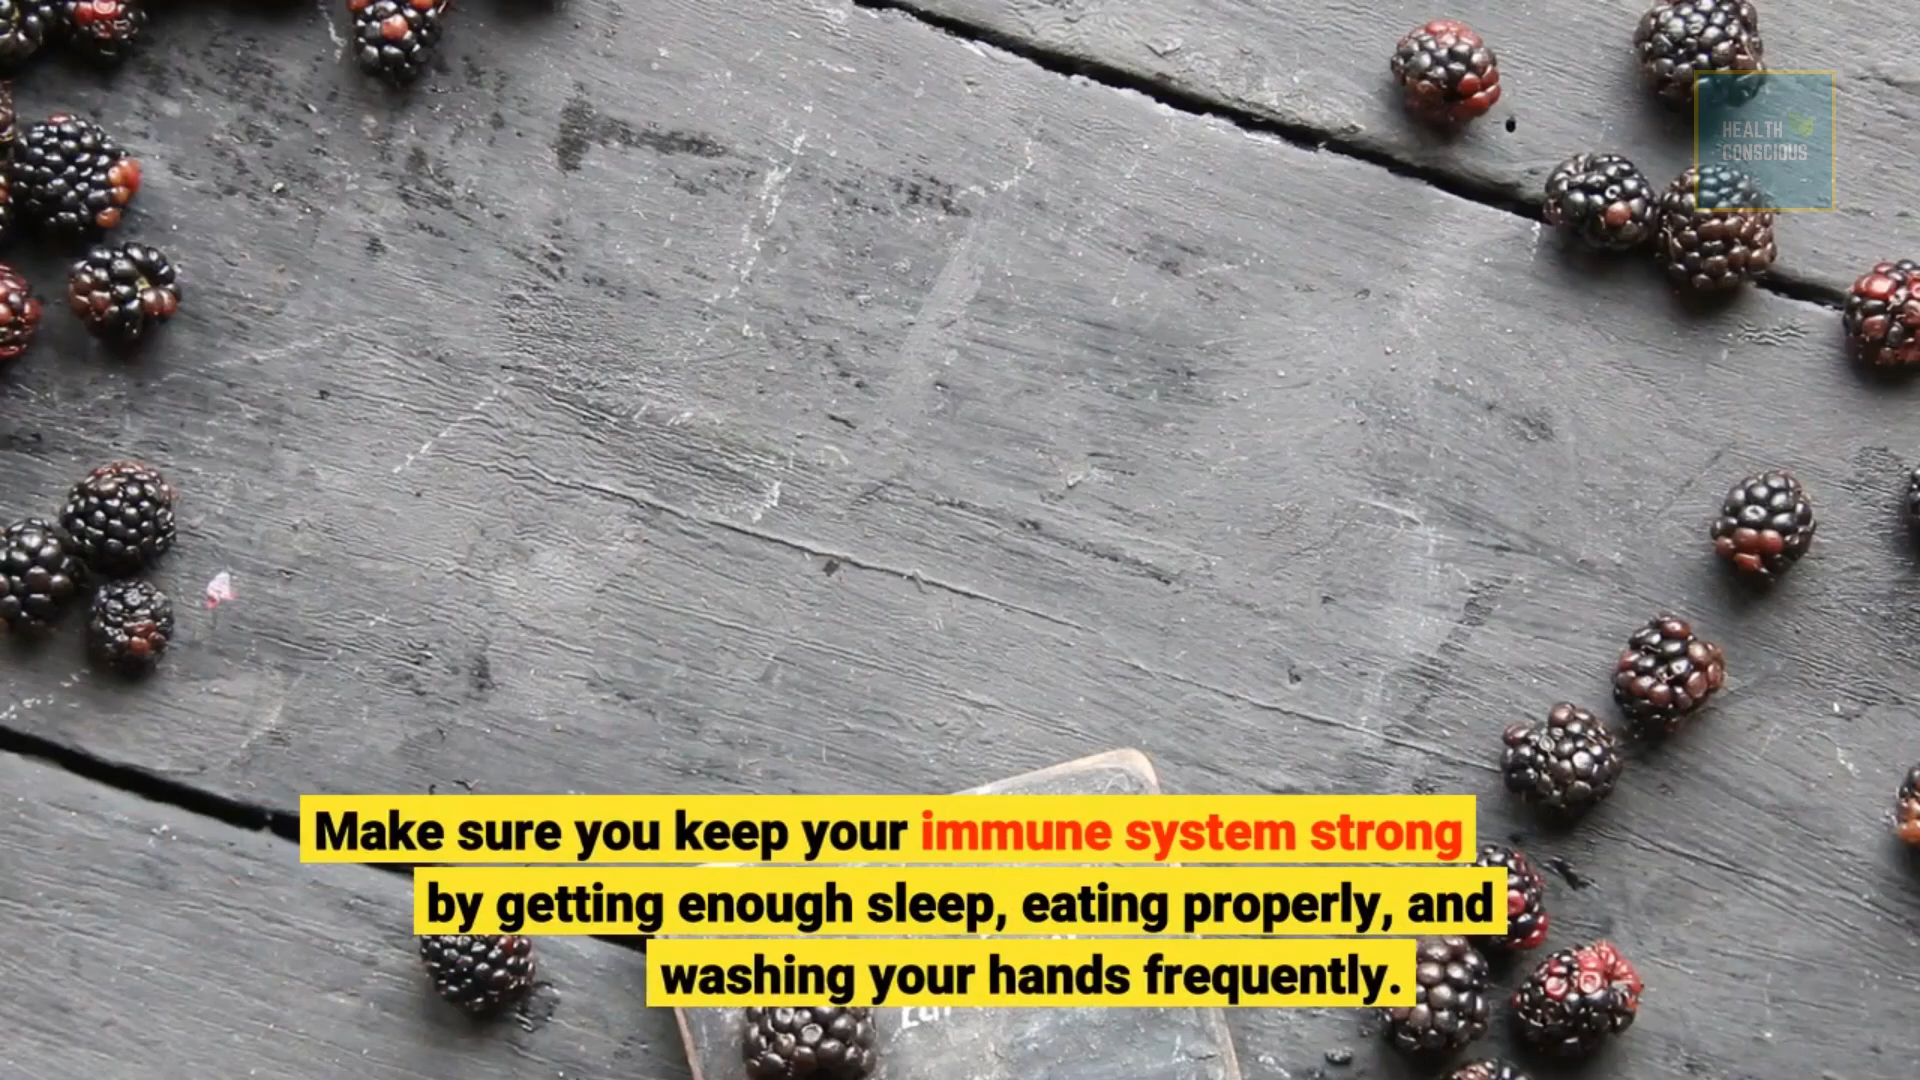 HEALTH
CONSCIOUS
Make sure you keep your immune system strong
by getting enough sleep, eating properly, and
washing your hands frequently.